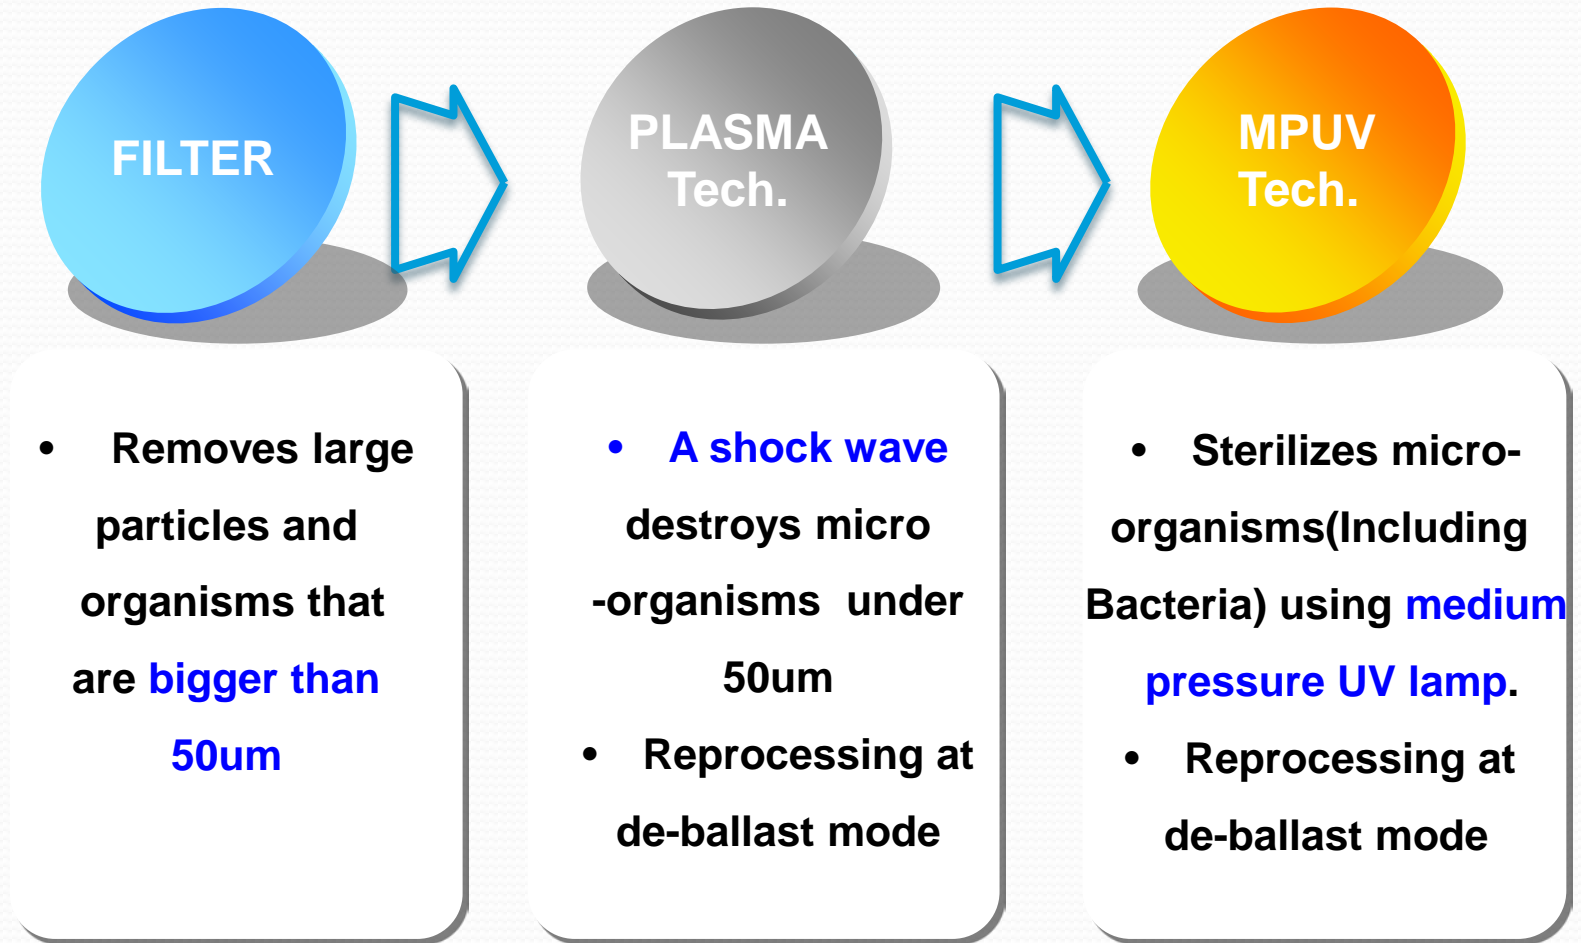 FILTER
PLASMA
Tech.
MPUV
Tech.
• Removes large
particles and
organisms that
are bigger than
50um
• A shock wave
destroys micro
-organisms under
50um
• Reprocessing at
de-ballast mode
• Sterilizes micro-
organisms(Including
Bacteria) using medium
pressure UV lamp.
• Reprocessing at
de-ballast mode